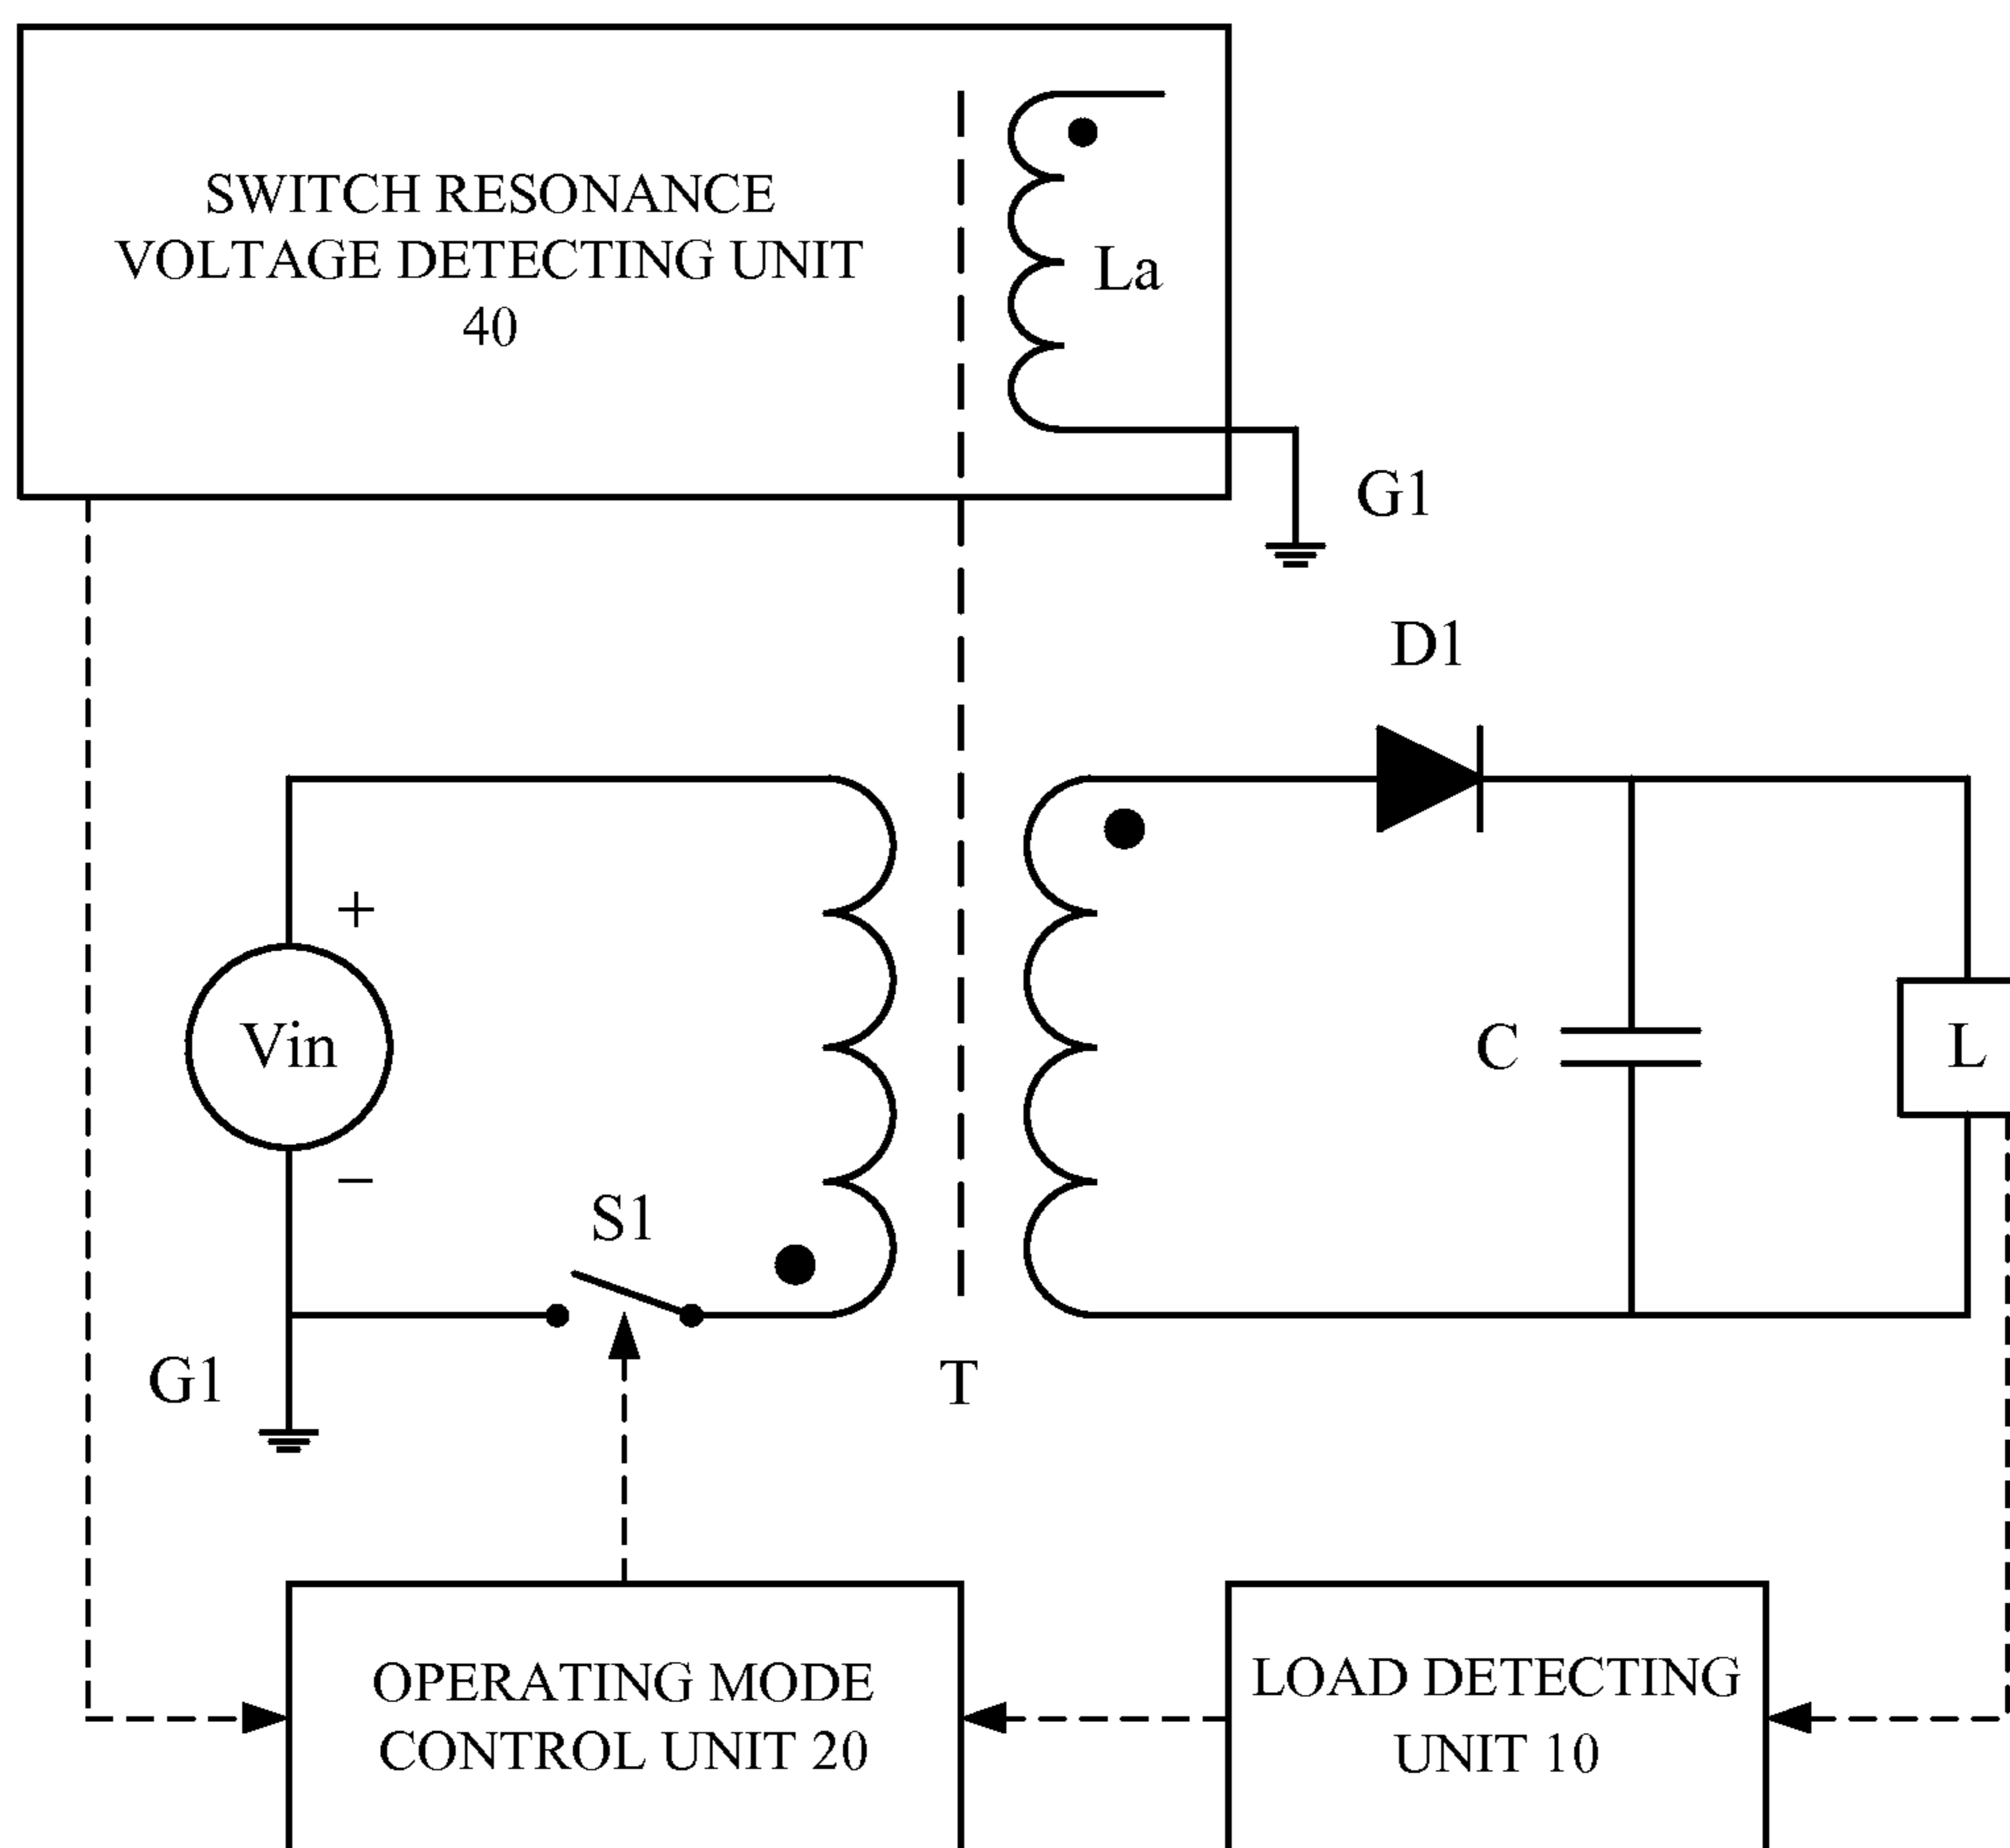 SWITCH RESONANCE
VOLTAGE DETECTING UNIT
40
La
G1
D1
+
Vin
−
C
L
S1
G1
T
OPERATING MODE
CONTROL UNIT 20
LOAD DETECTING
UNIT 10